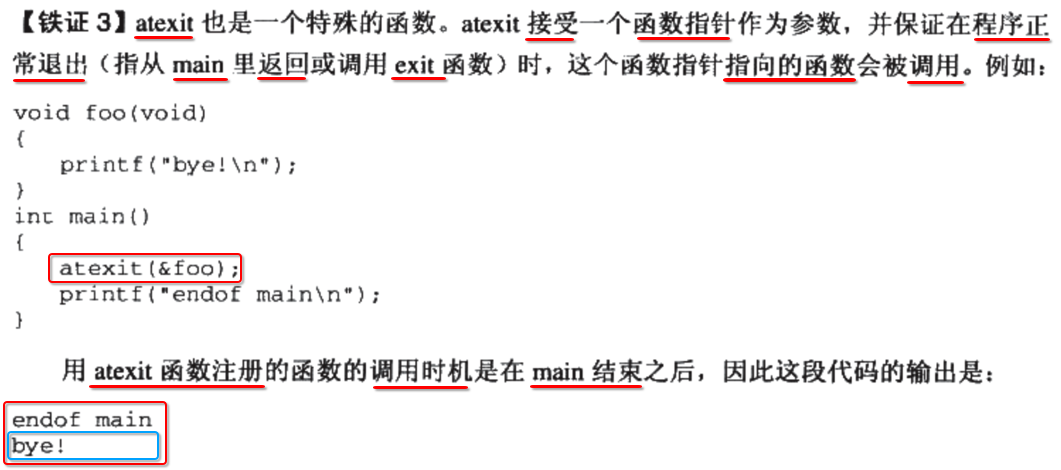 【铁证 3】atexit 也是一个特殊的函数。atexit 接受一个函数指针作为参数，并保证在程序正
常退出（指从 main 里返回或调用 exit 函数）时，这个函数指针指向的函数会被调用。例如：
void foo(void)
{
    printf("bye!\n");
}
int main()
{
    atexit(&foo);
    printf("endof main\n");
}
用 atexit 函数注册的函数的调用时机是在 main 结束之后，因此这段代码的输出是：
endof main
bye!